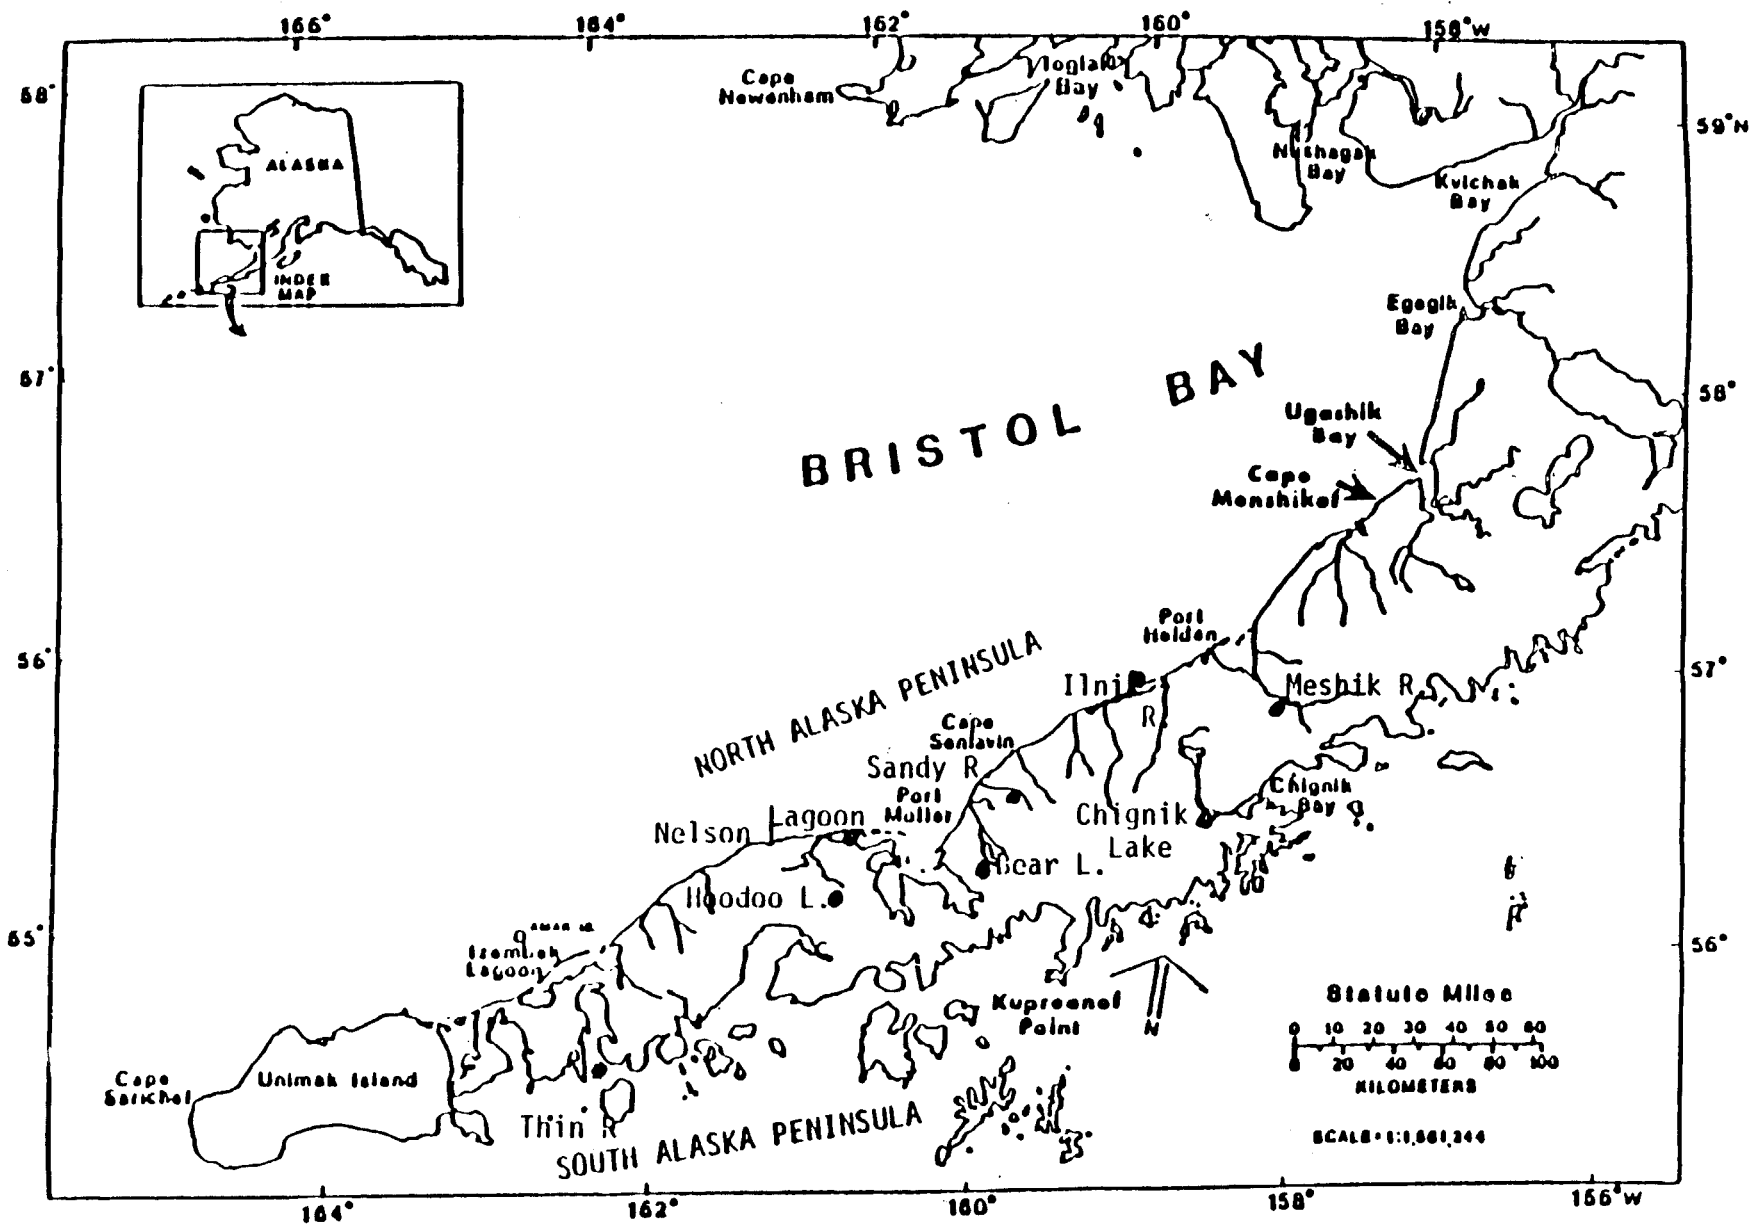 166°
164°
162°
160°
158°W
58°
57°
56°
55°
59°N
58°
57°
56°
164°
162°
160°
158°
156°W
ALASKA
INDEX
MAP
Cape
Newenham
Bay
Nushagak
Bay
Kvichak
Bay
Egegik
Bay
BRISTOL BAY
Ugashik
Bay
Cape
Menshikof
Port
Heiden
NORTH ALASKA PENINSULA
Ilnik
R.
Meshik R.
Cape
Seniavin
Sandy R.
Port
Moller
Chignik
Bay
Chignik
Lake
Nelson Lagoon
Bear L.
Hoodoo L.
Izembek
Lagoon
Kupreanof
Point
N
Cape
Sarichef
Unimak Island
Thin R
SOUTH ALASKA PENINSULA
Statute Miles
0 10 20 30 40 50 60
0 20 40 60 80 100
KILOMETERS